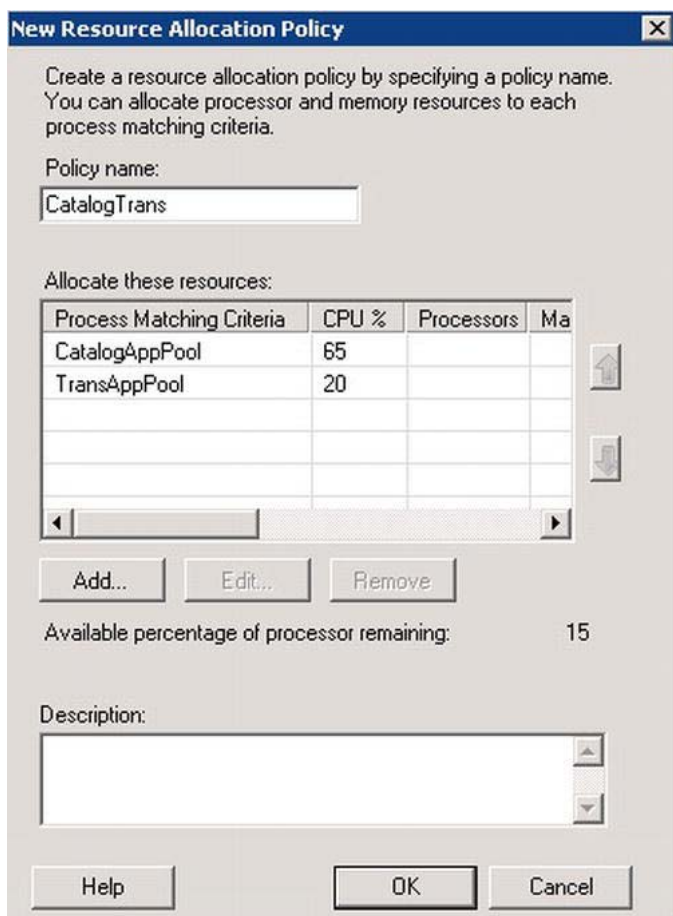 New Resource Allocation Policy
Create a resource allocation policy by specifying a policy name.
You can allocate processor and memory resources to each
process matching criteria.
Policy name:
CatalogTrans
Allocate these resources:
Process Matching Criteria CPU % Processors Ma
CatalogAppPool 65
TransAppPool 20
Add... Edit... Remove
Available percentage of processor remaining: 15
Description:
Help OK Cancel